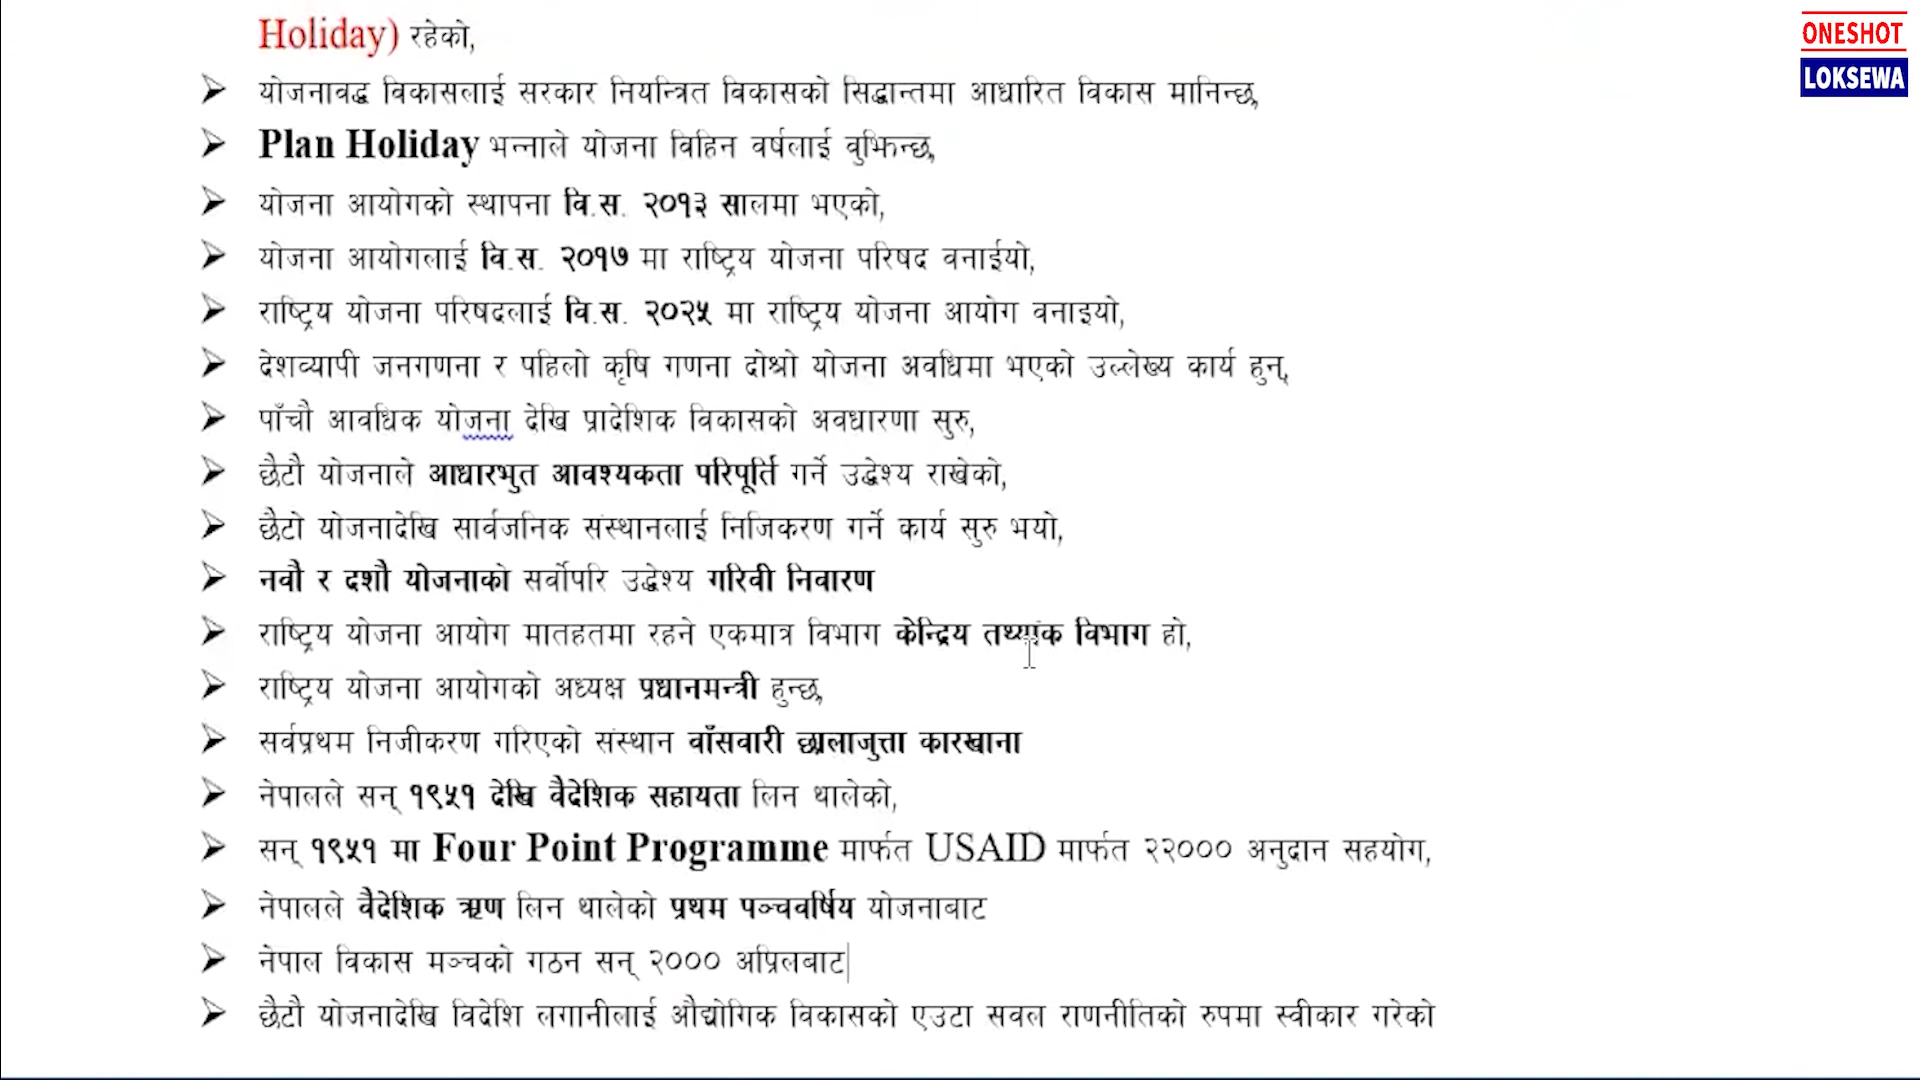 Holiday) रहेको,
ONESHOT
LOKSEWA
➢ योजनावद्ध विकासलाई सरकार नियन्त्रित विकासको सिद्धान्तमा आधारित विकास मानिन्छ,
➢ Plan Holiday भन्नाले योजना विहिन वर्षलाई वुझिन्छ,
➢ योजना आयोगको स्थापना वि.स. २०१३ सालमा भएको,
➢ योजना आयोगलाई वि.स. २०१७ मा राष्ट्रिय योजना परिषद वनाईयो,
➢ राष्ट्रिय योजना परिषदलाई वि.स. २०२५ मा राष्ट्रिय योजना आयोग वनाइयो,
➢ देशव्यापी जनगणना र पहिलो कृषि गणना दोश्रो योजना अवधिमा भएको उल्लेख्य कार्य हुन्,
➢ पाँचौ आवधिक योजना देखि प्रादेशिक विकासको अवधारणा सुरु,
➢ छैटौ योजनाले आधारभुत आवश्यकता परिपूर्ति गर्ने उद्धेश्य राखेको,
➢ छैटो योजनादेखि सार्वजनिक संस्थानलाई निजिकरण गर्ने कार्य सुरु भयो,
➢ नवौ र दशौ योजनाको सर्वोपरि उद्धेश्य गरिवी निवारण
➢ राष्ट्रिय योजना आयोग मातहतमा रहने एकमात्र विभाग केन्द्रिय तथ्यांक विभाग हो,
➢ राष्ट्रिय योजना आयोगको अध्यक्ष प्रधानमन्त्री हुन्छ,
➢ सर्वप्रथम निजीकरण गरिएको संस्थान वाँसवारी छालाजुत्ता कारखाना
➢ नेपालले सन् १९५१ देखि वैदेशिक सहायता लिन थालेको,
➢ सन् १९५१ मा Four Point Programme मार्फत USAID मार्फत २२००० अनुदान सहयोग,
➢ नेपालले वैदेशिक ऋण लिन थालेको प्रथम पञ्चवर्षिय योजनाबाट
➢ नेपाल विकास मञ्चको गठन सन् २००० अप्रिलबाट
➢ छैटौ योजनादेखि विदेशि लगानीलाई औद्योगिक विकासको एउटा सवल राणनीतिको रुपमा स्वीकार गरेको